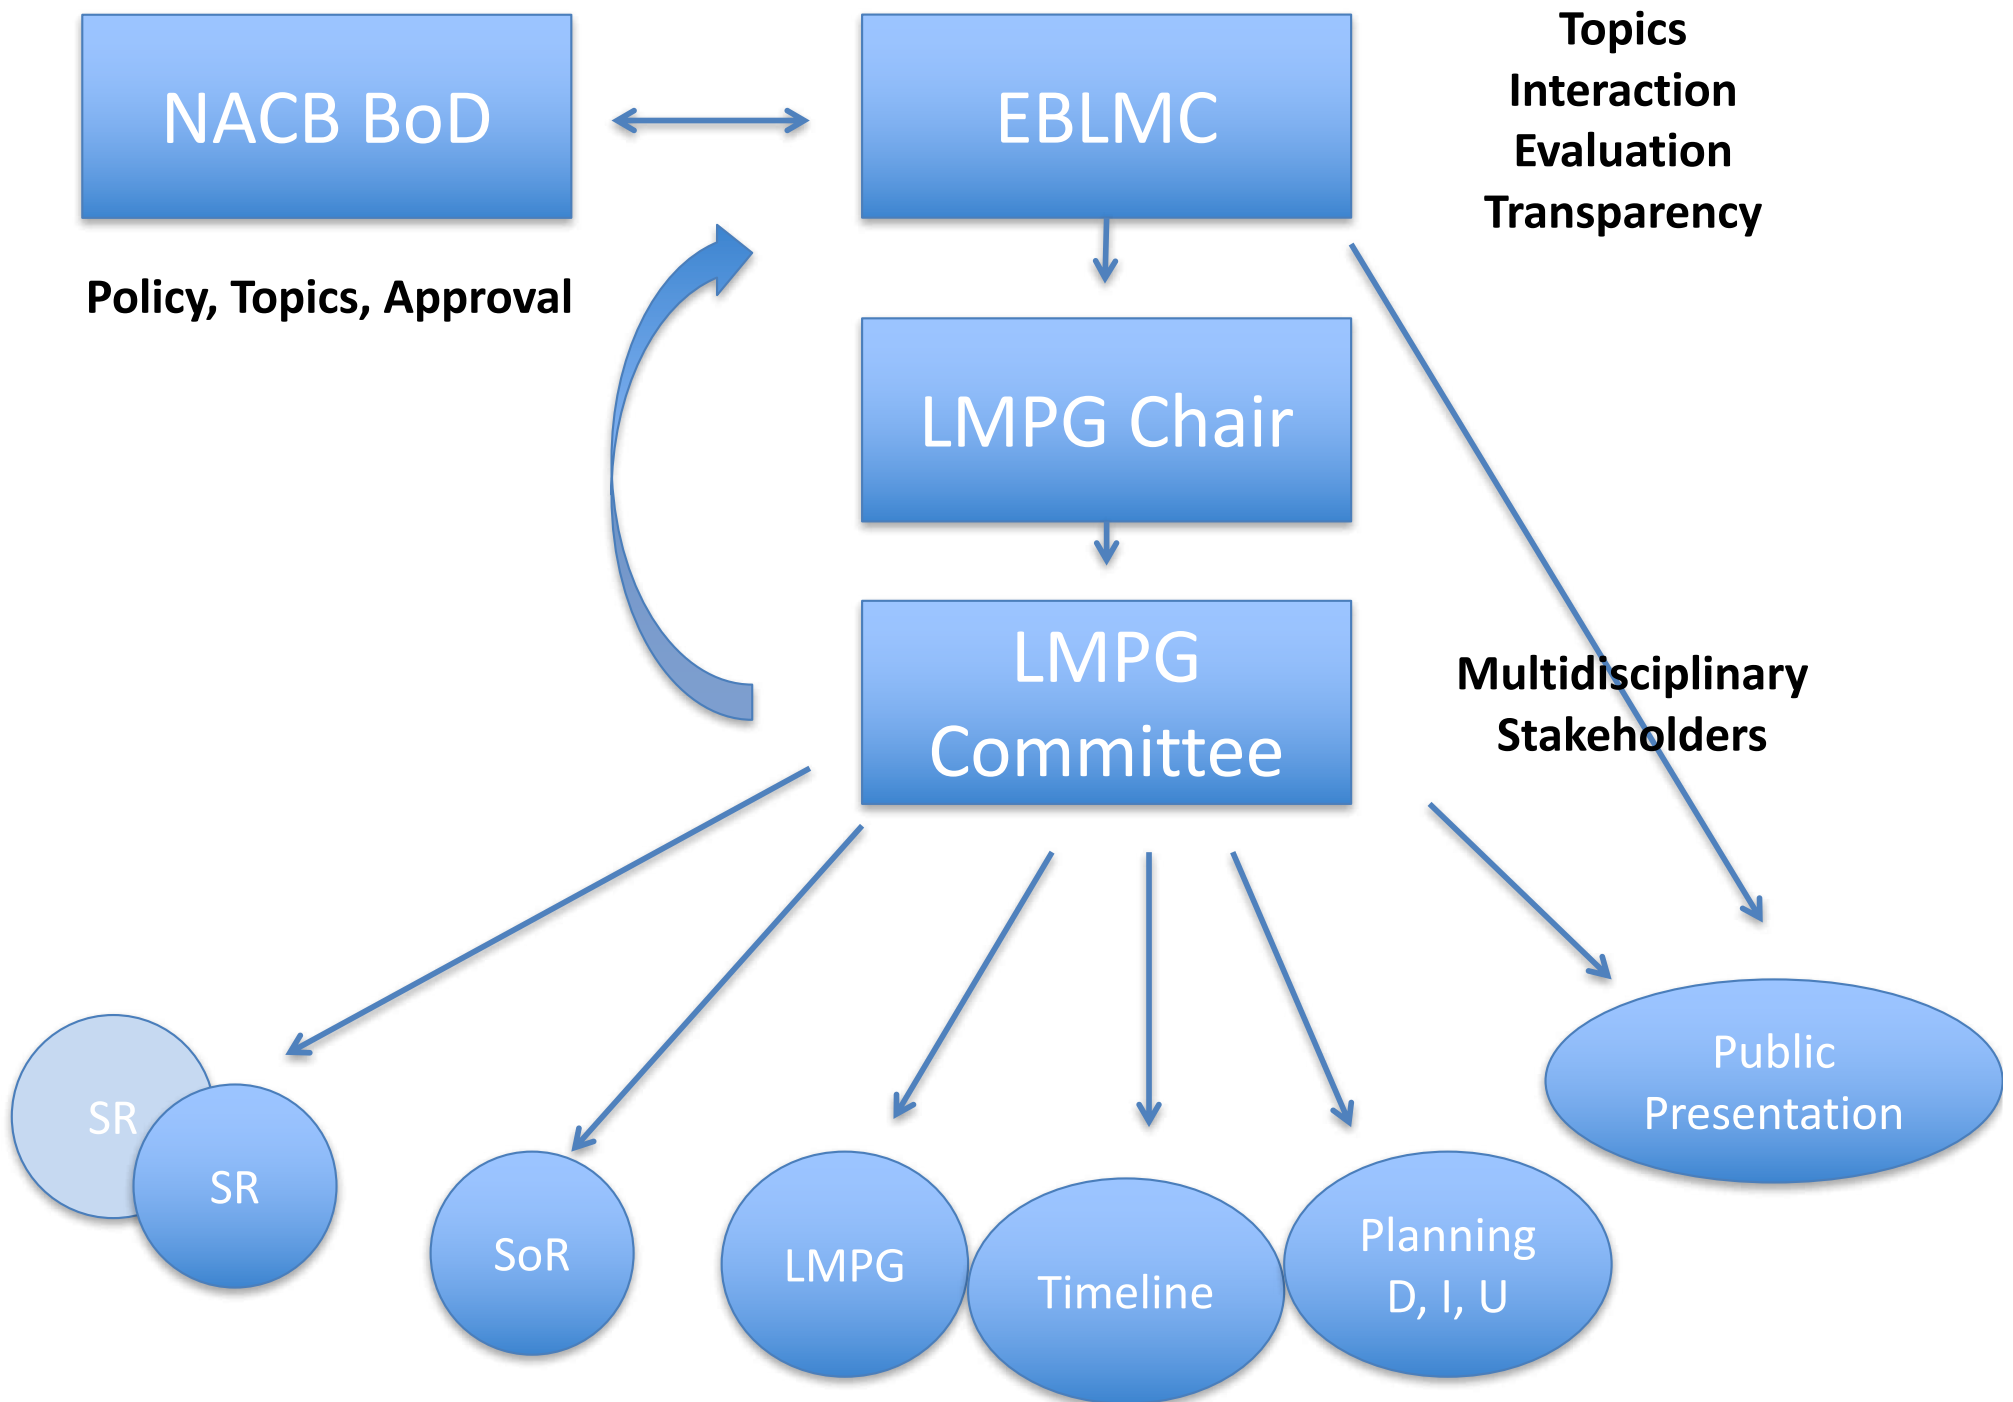 NACB BoD
EBLMC
Topics
Interaction
Evaluation
Transparency
Policy, Topics, Approval
LMPG Chair
LMPG
Committee
Multidisciplinary
Stakeholders
SR
SR
SoR
LMPG
Timeline
Planning
D, I, U
Public
Presentation